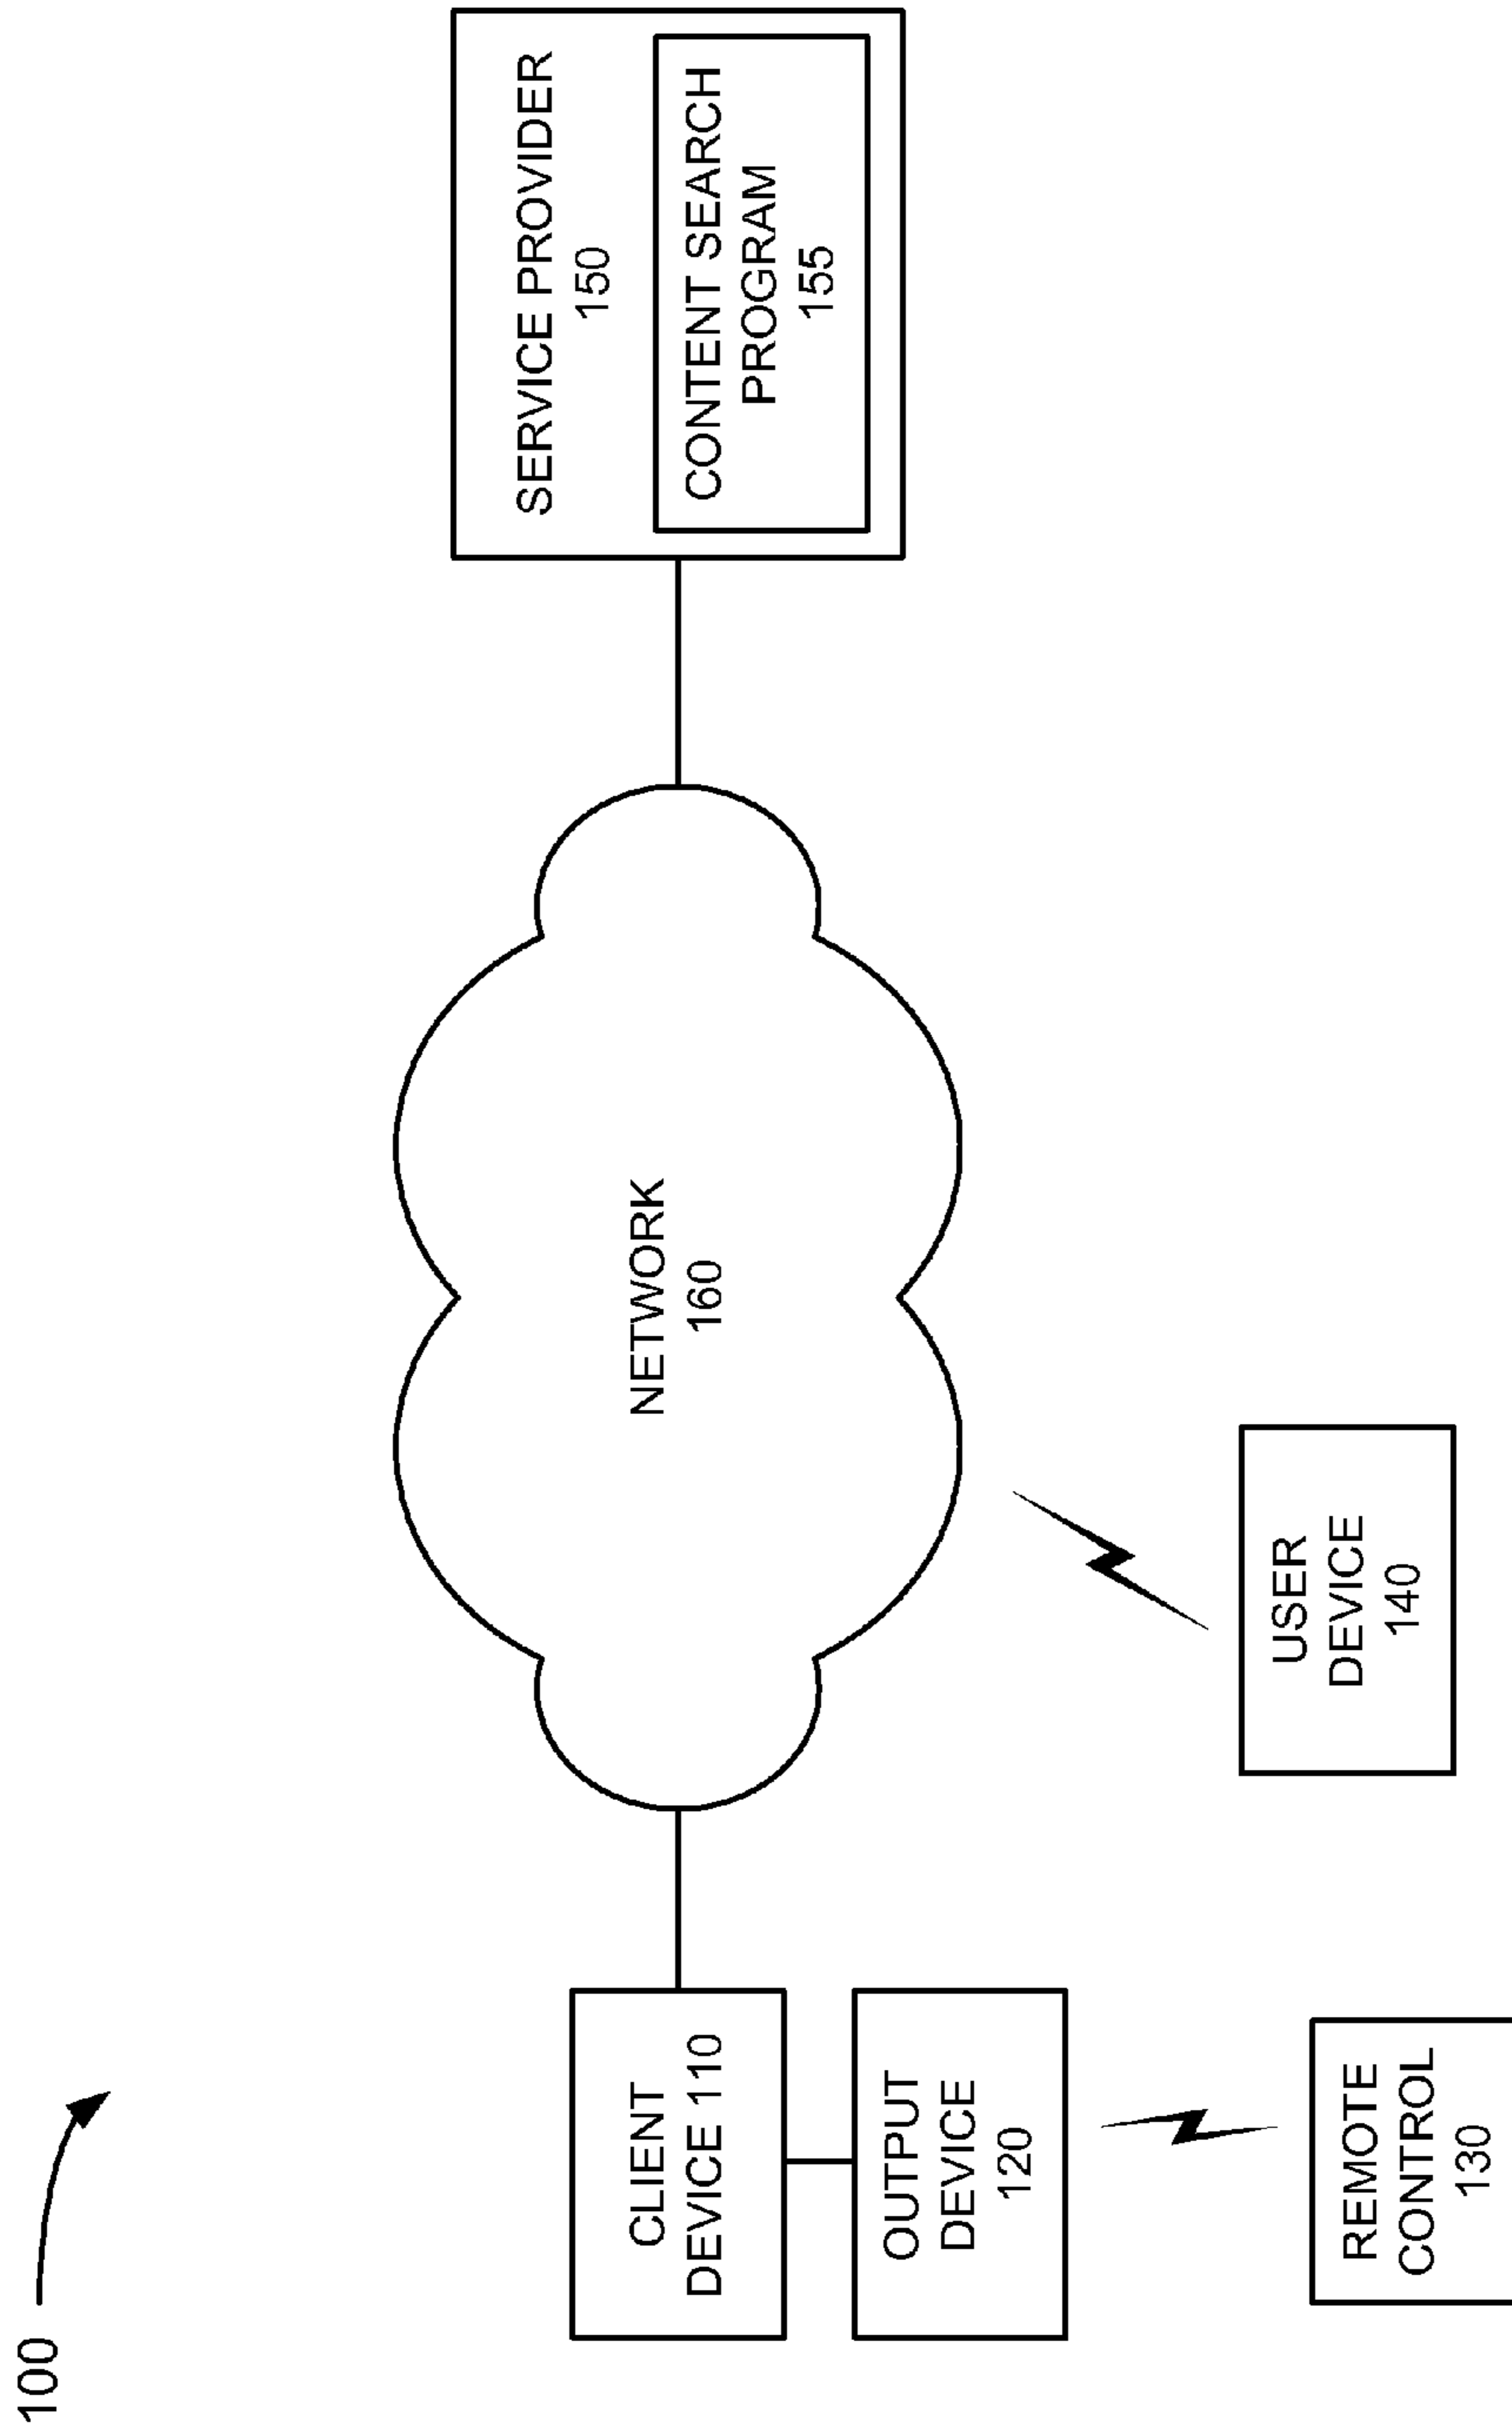 100
CLIENT
DEVICE 110
OUTPUT
DEVICE
120
REMOTE
CONTROL
130
NETWORK
160
USER
DEVICE
140
SERVICE PROVIDER
150
CONTENT SEARCH
PROGRAM
155